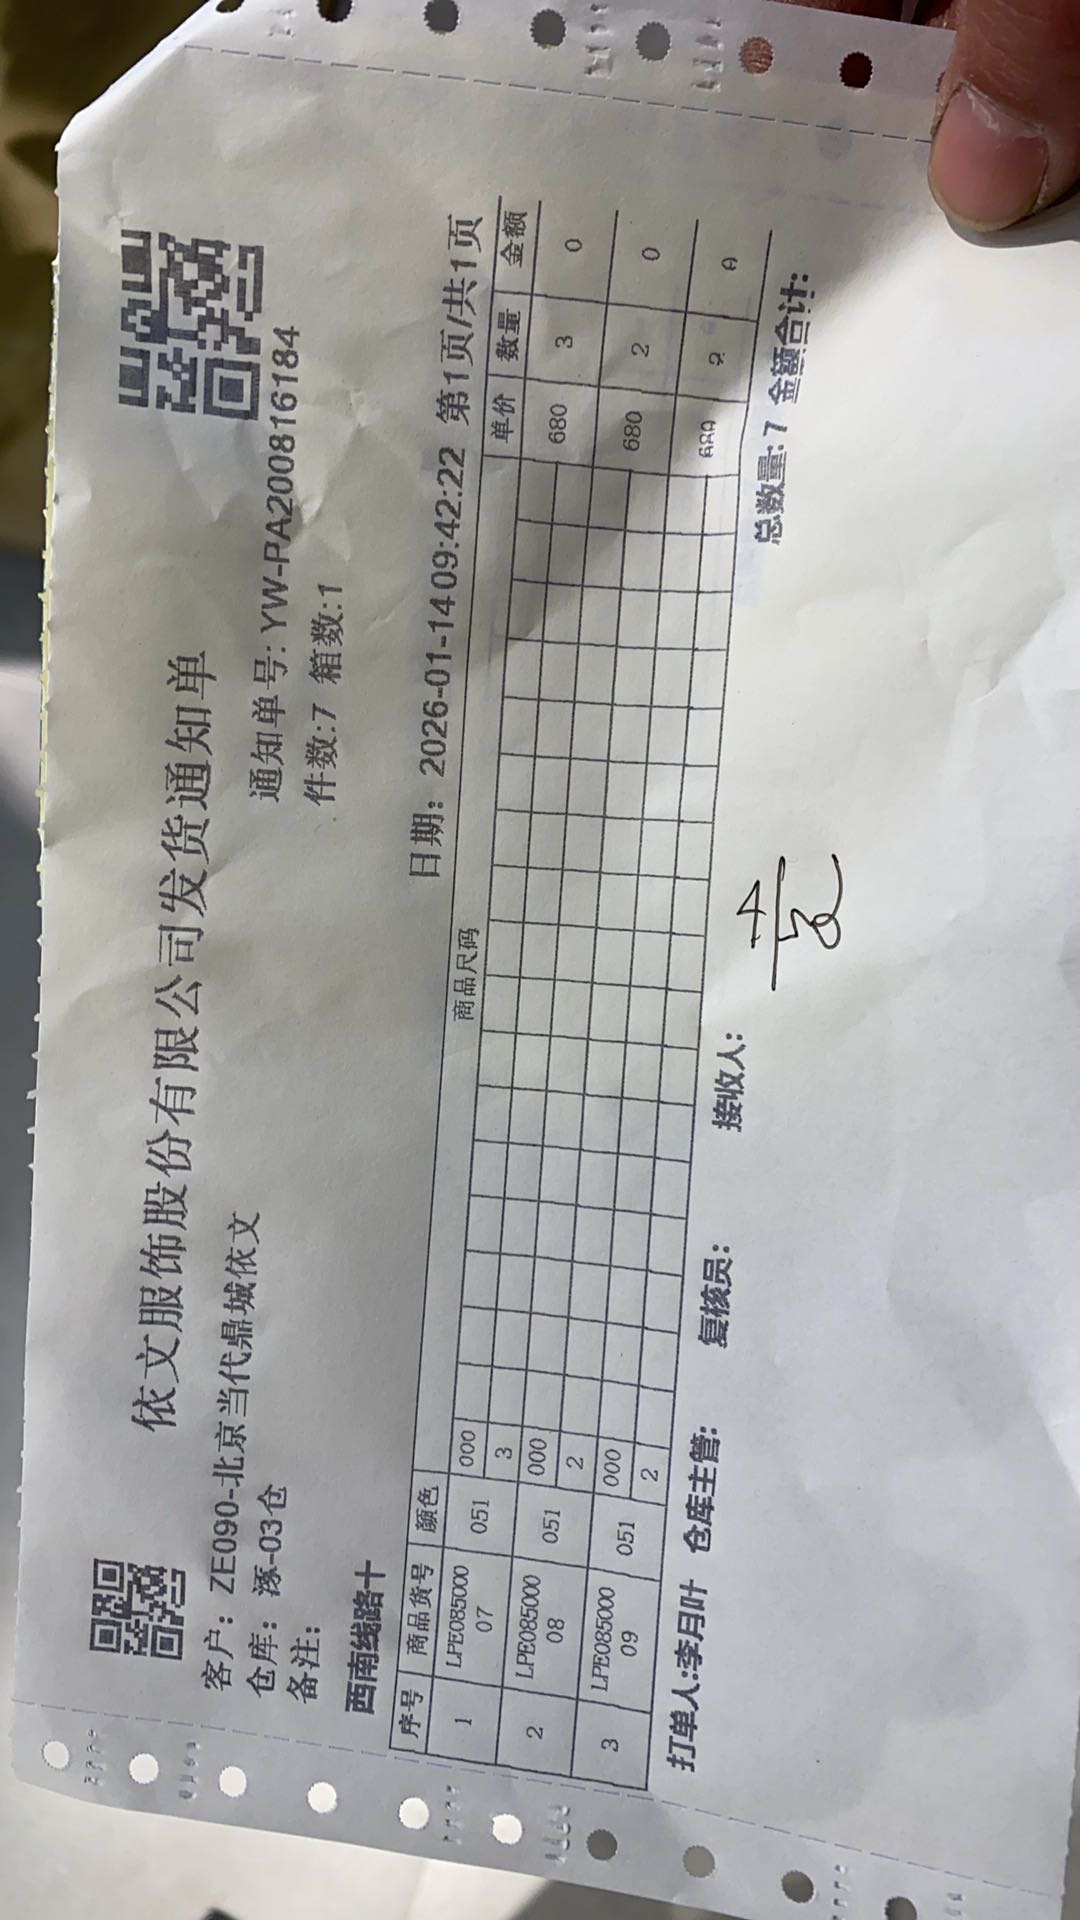 依文服饰股份有限公司发货通知单
客户：ZE090-北京当代鼎城依文 通知单号:YW-PA200816184
仓库：涿-03仓 件数:7 箱数:1
备注：
西南线路十 日期：2026-01-14 09:42:22 第1页/共1页
序号 商品货号 颜色 商品尺码 单价 数量 金额
1 LPE08500007 051 000 3 680 3 0
2 LPE08500008 051 000 2 680 2 0
3 LPE08500009 051 000 2 680 2 0
总数量:7 金额合计:
打单人:李月叶 仓库主管: 复核员: 接收人: